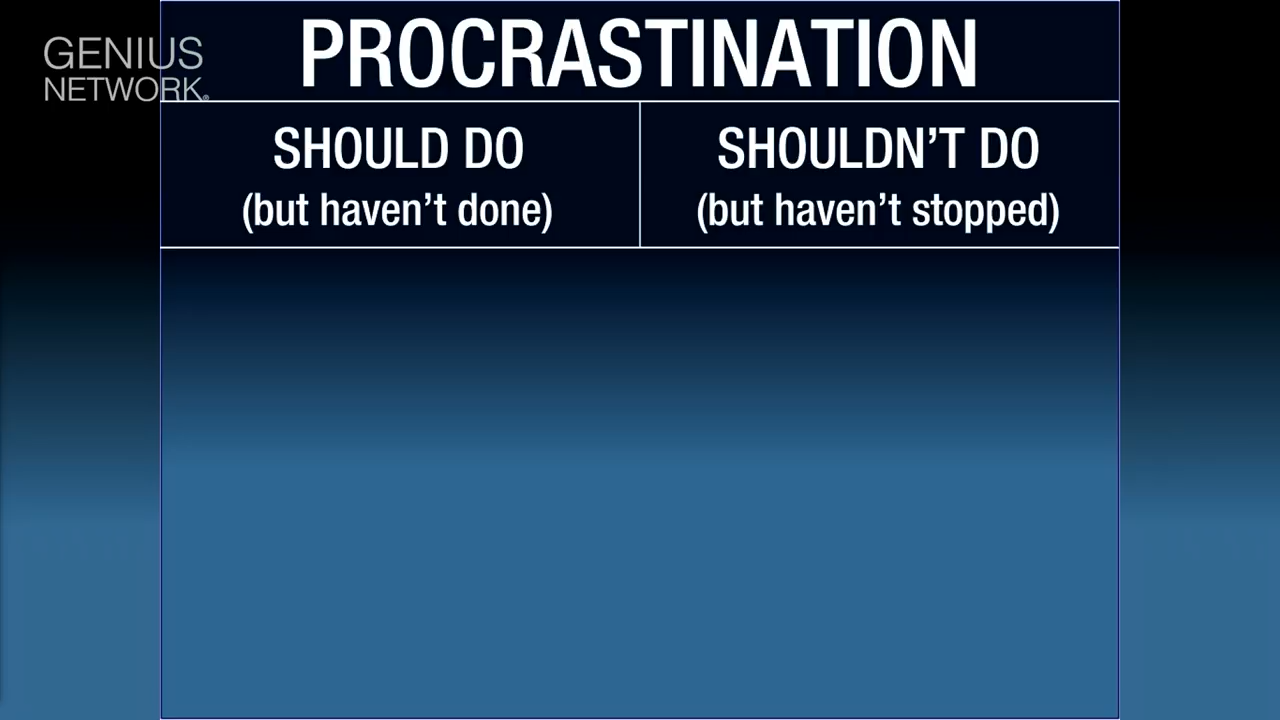 GENIUS
NETWORK®
PROCRASTINATION
SHOULD DO
(but haven’t done)
SHOULDN’T DO
(but haven’t stopped)